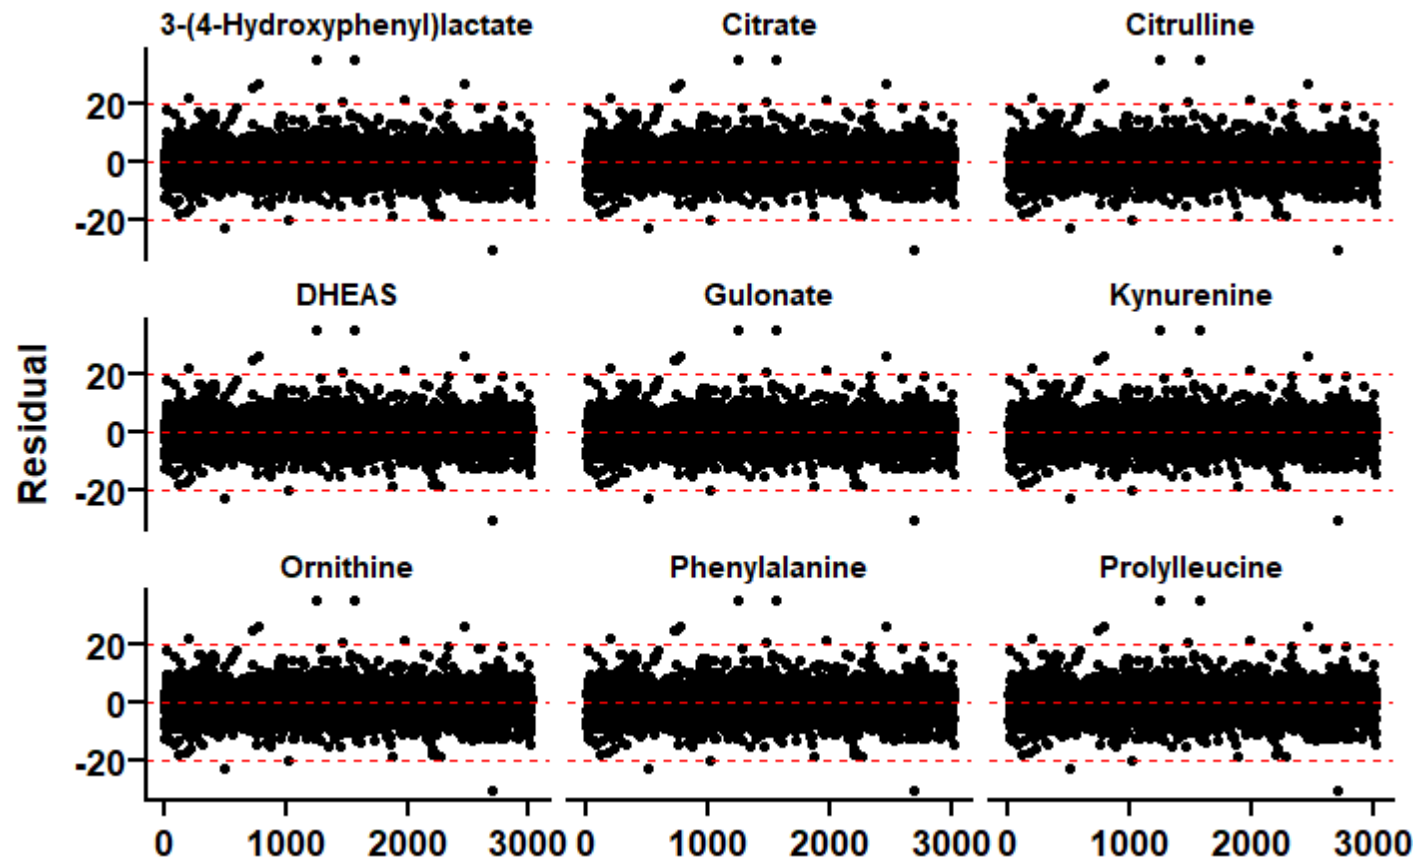 3-(4-Hydroxyphenyl)lactate Citrate Citrulline
20
0
-20
DHEAS Gulonate Kynurenine
20
0
-20
Residual
Ornithine Phenylalanine Prolylleucine
20
0
-20
0 1000 2000 3000 0 1000 2000 3000 0 1000 2000 3000